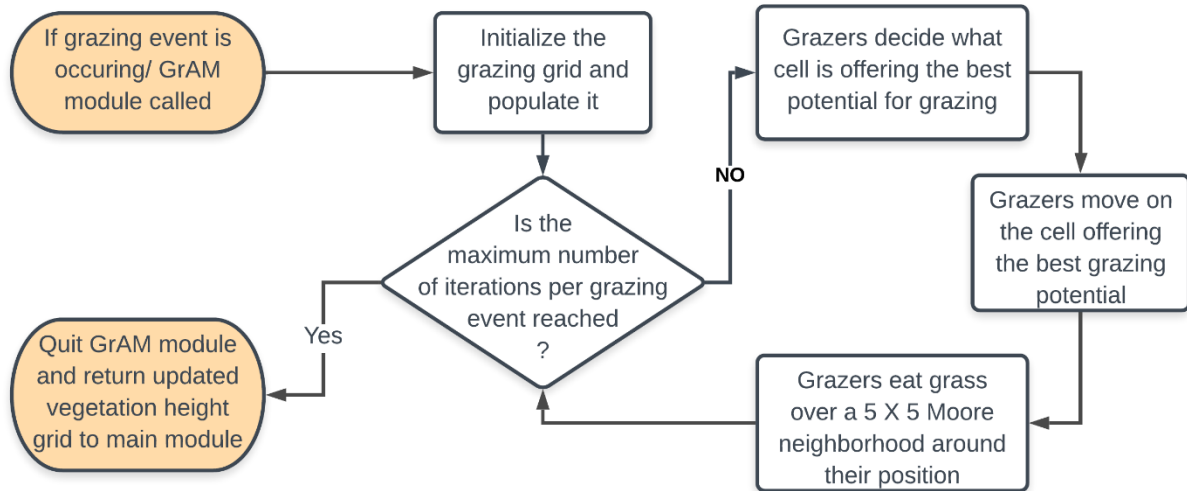 If grazing event is
occuring/ GrAM
module called
Initialize the
grazing grid and
populate it
Grazers decide what
cell is offering the best
potential for grazing
NO
Grazers move on
the cell offering
the best grazing
potential
Is the
maximum number
of iterations per grazing
event reached
?
Yes
Quit GrAM module
and return updated
vegetation height
grid to main module
Grazers eat grass
over a 5 X 5 Moore
neighborhood around
their position